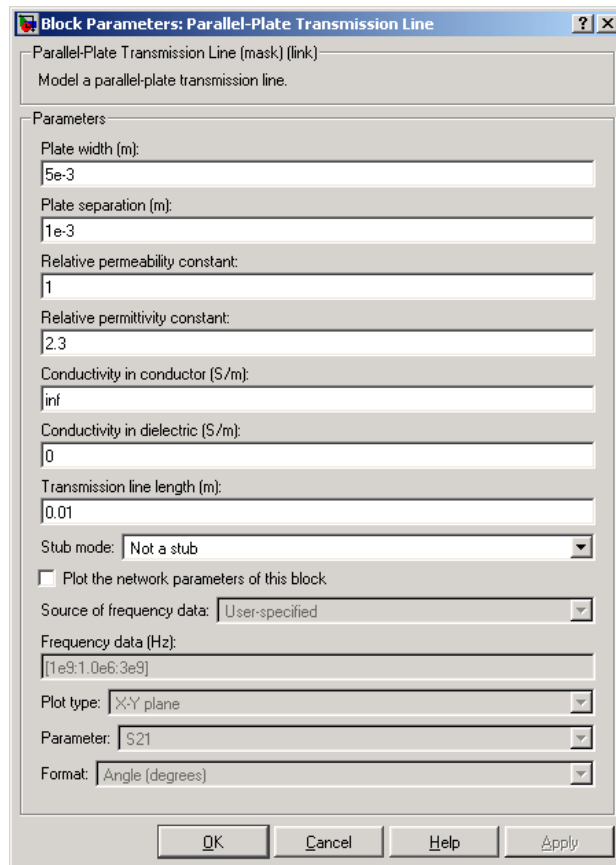 Block Parameters: Parallel-Plate Transmission Line
Parallel-Plate Transmission Line (mask) (link)
Model a parallel-plate transmission line.
Parameters
Plate width (m):
5e-3
Plate separation (m):
1e-3
Relative permeability constant:
1
Relative permittivity constant:
2.3
Conductivity in conductor (S/m):
inf
Conductivity in dielectric (S/m):
0
Transmission line length (m):
0.01
Stub mode: Not a stub
Plot the network parameters of this block
Source of frequency data: User-specified
Frequency data (Hz):
[1e9:1.0e6:3e9]
Plot type: X-Y plane
Parameter: S21
Format: Angle (degrees)
OK Cancel Help Apply